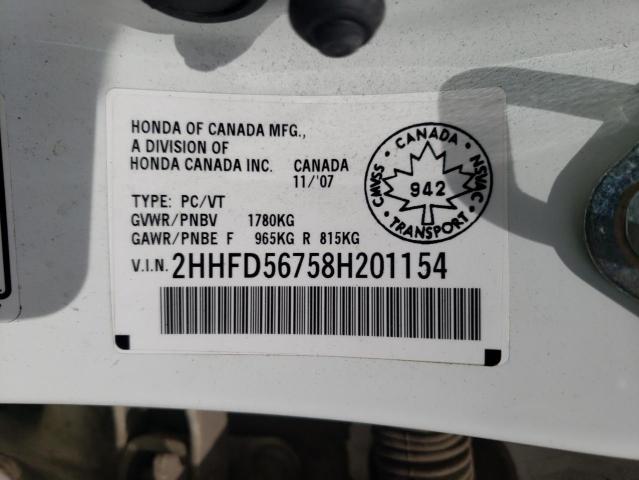 HONDA OF CANADA MFG.,
A DIVISION OF
HONDA CANADA INC. CANADA
11/'07
TYPE: PC/VT
GVWR/PNBV 1780KG
GAWR/PNBE F 965KG R 815KG
V.I.N. 2HHFD56758H201154
CANADA
CMVSS NSVAC
942
TRANSPORT